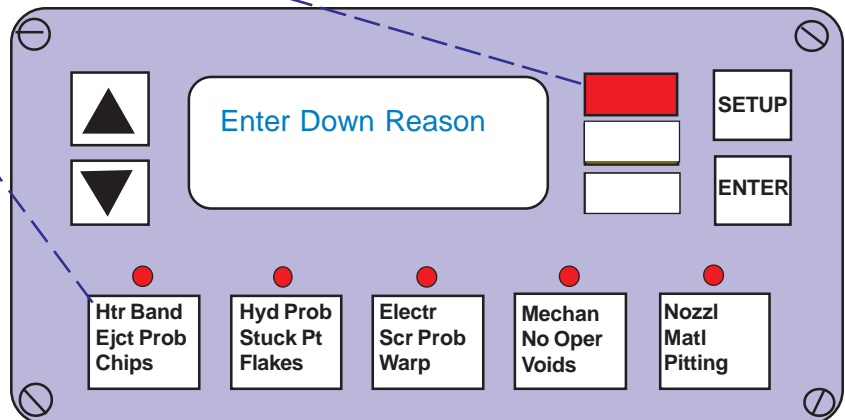 Enter Down Reason
SETUP
ENTER
Htr Band
Ejct Prob
Chips
Hyd Prob
Stuck Pt
Flakes
Electr
Scr Prob
Warp
Mechan
No Oper
Voids
Nozzl
Matl
Pitting